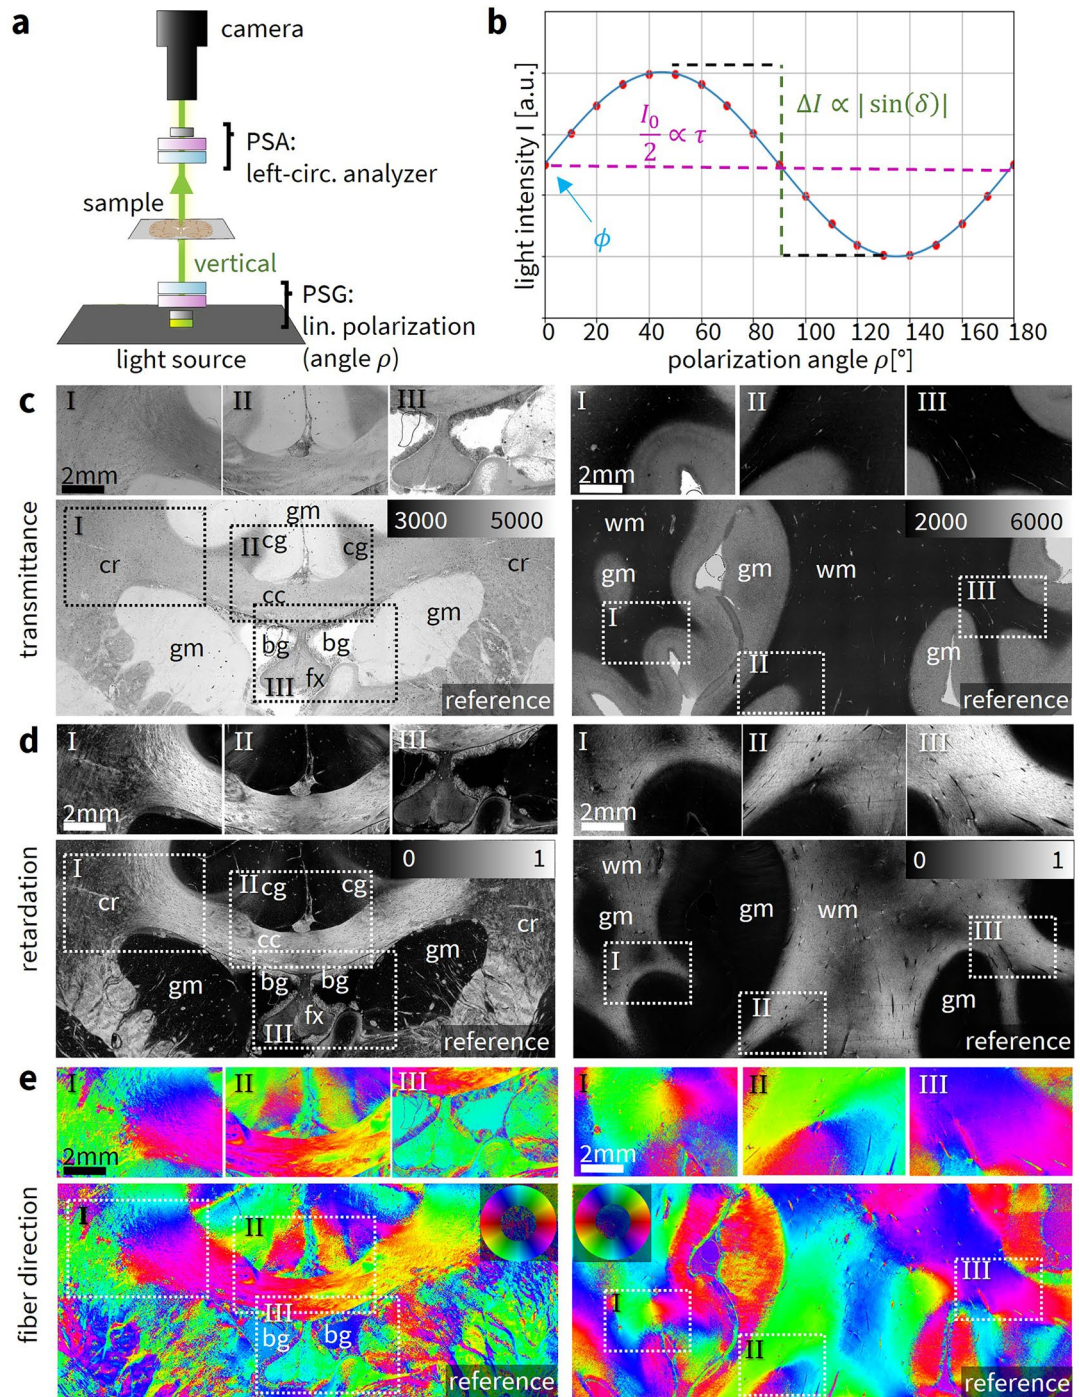 a
camera
PSA:
left-circ. analyzer
sample
vertical
PSG:
lin. polarization
(angle ρ)
light source
b
light intensity I [a.u.]
I₀/2 ∝ τ
ΔI ∝ | sin(δ)|
ϕ
0 20 40 60 80 100 120 140 160 180
polarization angle ρ[°]
c
transmittance
I II III
2mm
I II III
2mm
gm
3000 5000
I
II cg cg
cr cr
cc
gm gm
bg bg
III fx
reference
wm
2000 6000
gm gm wm
I
III
II
gm
reference
d
retardation
I II III
2mm
I II III
2mm
0 1
I
II cg cg
cr cr
cc
gm
gm
bg bg
III fx
reference
wm
0 1
gm gm wm
I
III
II
gm
reference
e
fiber direction
I II III
2mm
I II III
2mm
I
II
III
bg bg
reference
I
III
II
reference